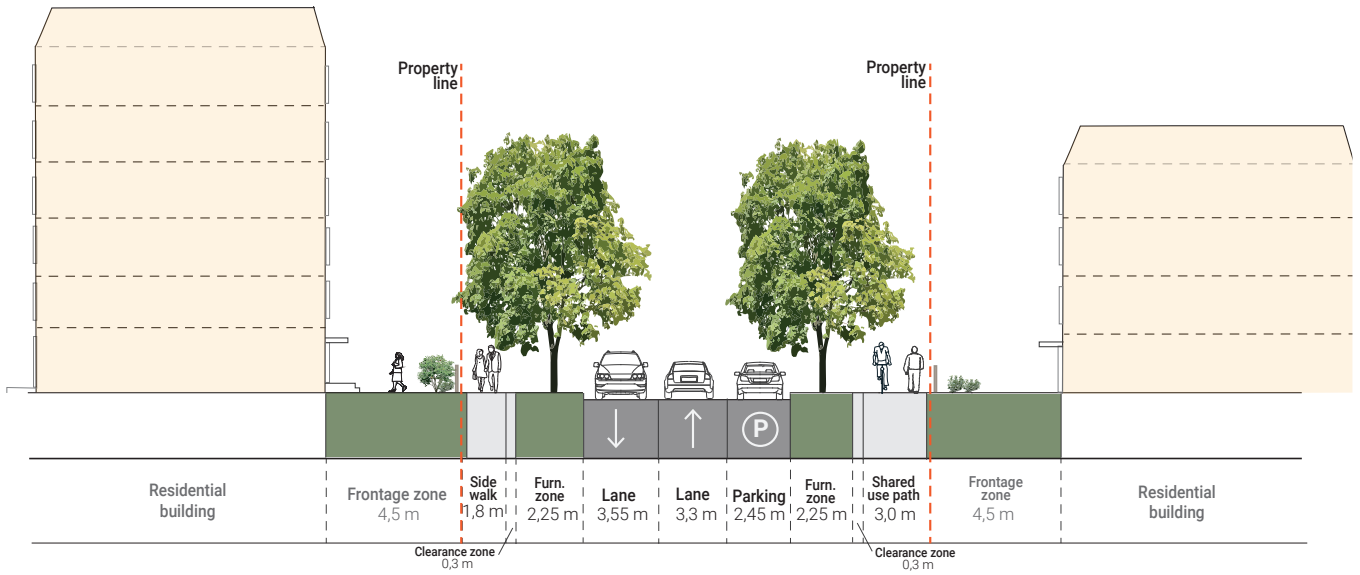 Property
line
Property
line
P
Residential
building
Frontage zone
4,5 m
Side
walk
1,8 m
Furn.
zone
2,25 m
Lane
3,55 m
Lane
3,3 m
Parking
2,45 m
Furn.
zone
2,25 m
Shared
use path
3,0 m
Frontage
zone
4,5 m
Residential
building
Clearance zone
0,3 m
Clearance zone
0,3 m